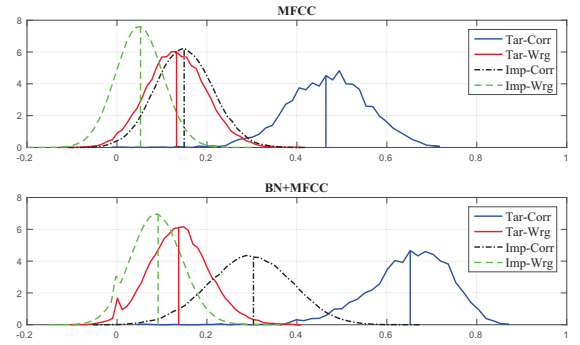 MFCC
8
6
4
2
0
-0.2 0 0.2 0.4 0.6 0.8 1
Tar-Corr
Tar-Wrg
Imp-Corr
Imp-Wrg
BN+MFCC
8
6
4
2
0
-0.2 0 0.2 0.4 0.6 0.8 1
Tar-Corr
Tar-Wrg
Imp-Corr
Imp-Wrg